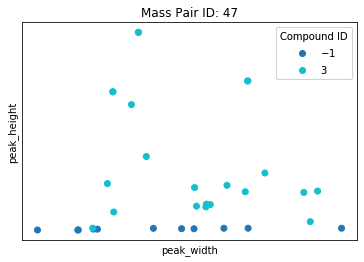 Mass Pair ID: 47
Compound ID
−1
3
peak_height
peak_width